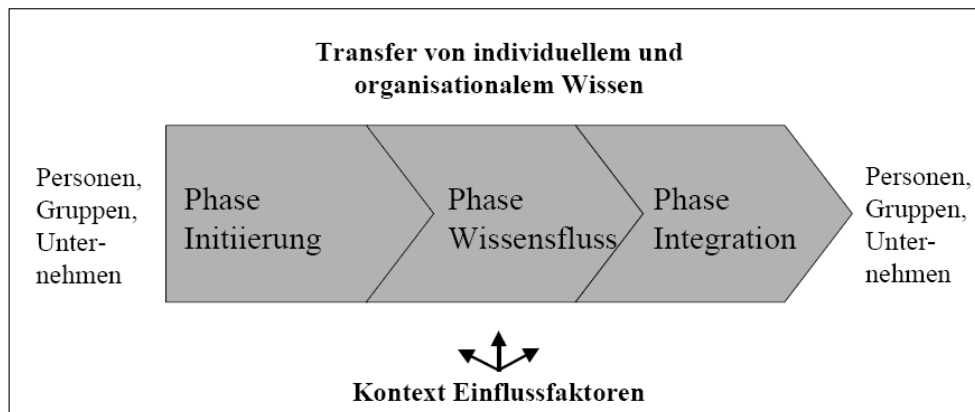 Transfer von individuellem und
organisationalem Wissen
Personen,
Gruppen,
Unter-
nehmen
Phase
Initiierung
Phase
Wissensfluss
Phase
Integration
Personen,
Gruppen,
Unter-
nehmen
Kontext Einflussfaktoren